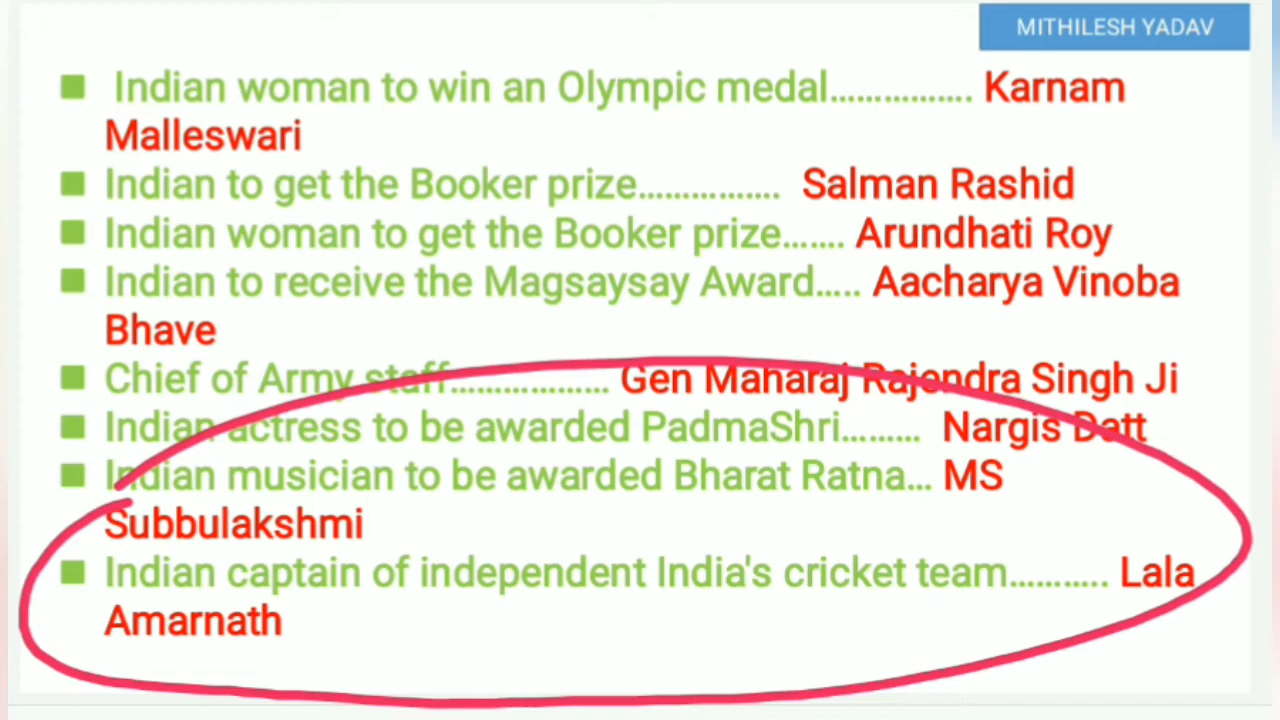 MITHILESH YADAV
Indian woman to win an Olympic medal................ Karnam
Malleswari
Indian to get the Booker prize................ Salman Rashid
Indian woman to get the Booker prize....... Arundhati Roy
Indian to receive the Magsaysay Award..... Aacharya Vinoba
Bhave
Chief of Army staff.................. Gen Maharaj Rajendra Singh Ji
Indian actress to be awarded PadmaShri......... Nargis Datt
Indian musician to be awarded Bharat Ratna... MS
Subbulakshmi
Indian captain of independent India's cricket team........... Lala
Amarnath